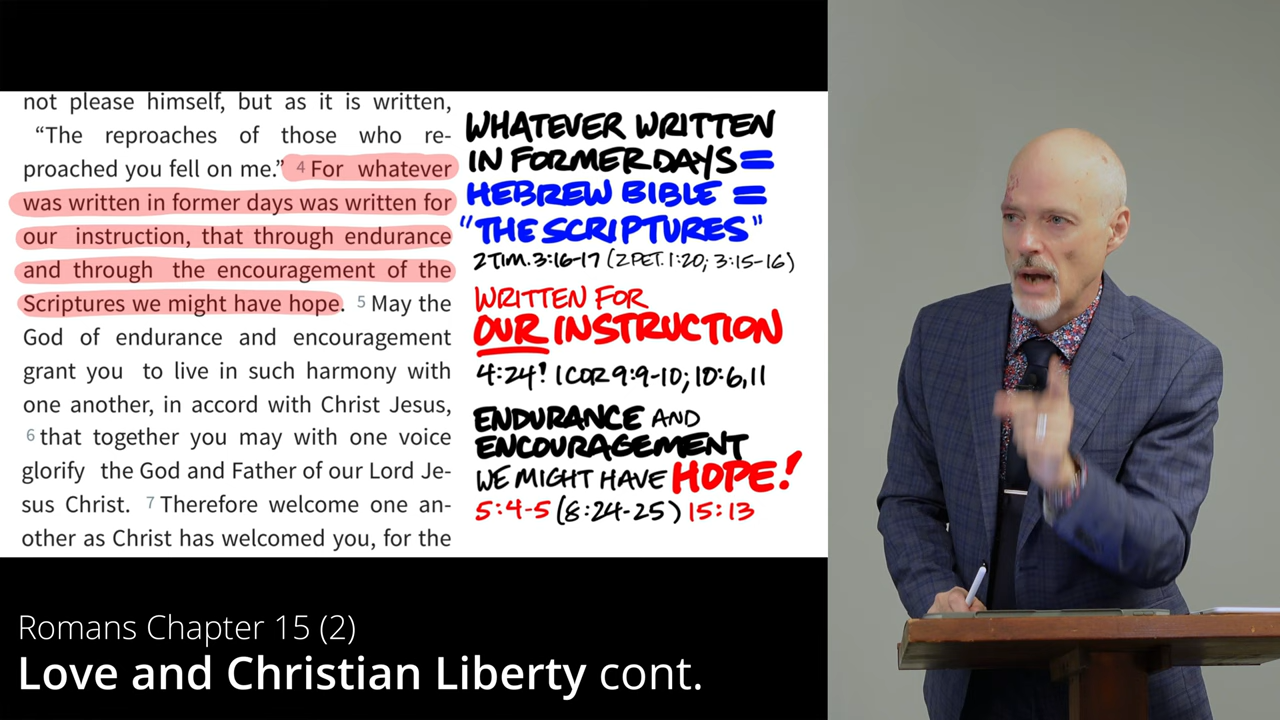 not please himself, but as it is written,
“The reproaches of those who re-
proached you fell on me.” 4 For whatever
was written in former days was written for
our instruction, that through endurance
and through the encouragement of the
Scriptures we might have hope. 5 May the
God of endurance and encouragement
grant you to live in such harmony with
one another, in accord with Christ Jesus,
6 that together you may with one voice
glorify the God and Father of our Lord Je-
sus Christ. 7 Therefore welcome one an-
other as Christ has welcomed you, for the
WHATEVER WRITTEN
IN FORMER DAYS =
HEBREW BIBLE =
"THE SCRIPTURES"
2 TIM. 3:16-17 (2 PET. 1:20; 3:15-16)
WRITTEN FOR
OUR INSTRUCTION
4:24! 1 COR 9:9-10; 10:6,11
ENDURANCE AND
ENCOURAGEMENT
WE MIGHT HAVE HOPE!
5:4-5 (8:24-25) 15:13
Romans Chapter 15 (2)
Love and Christian Liberty cont.